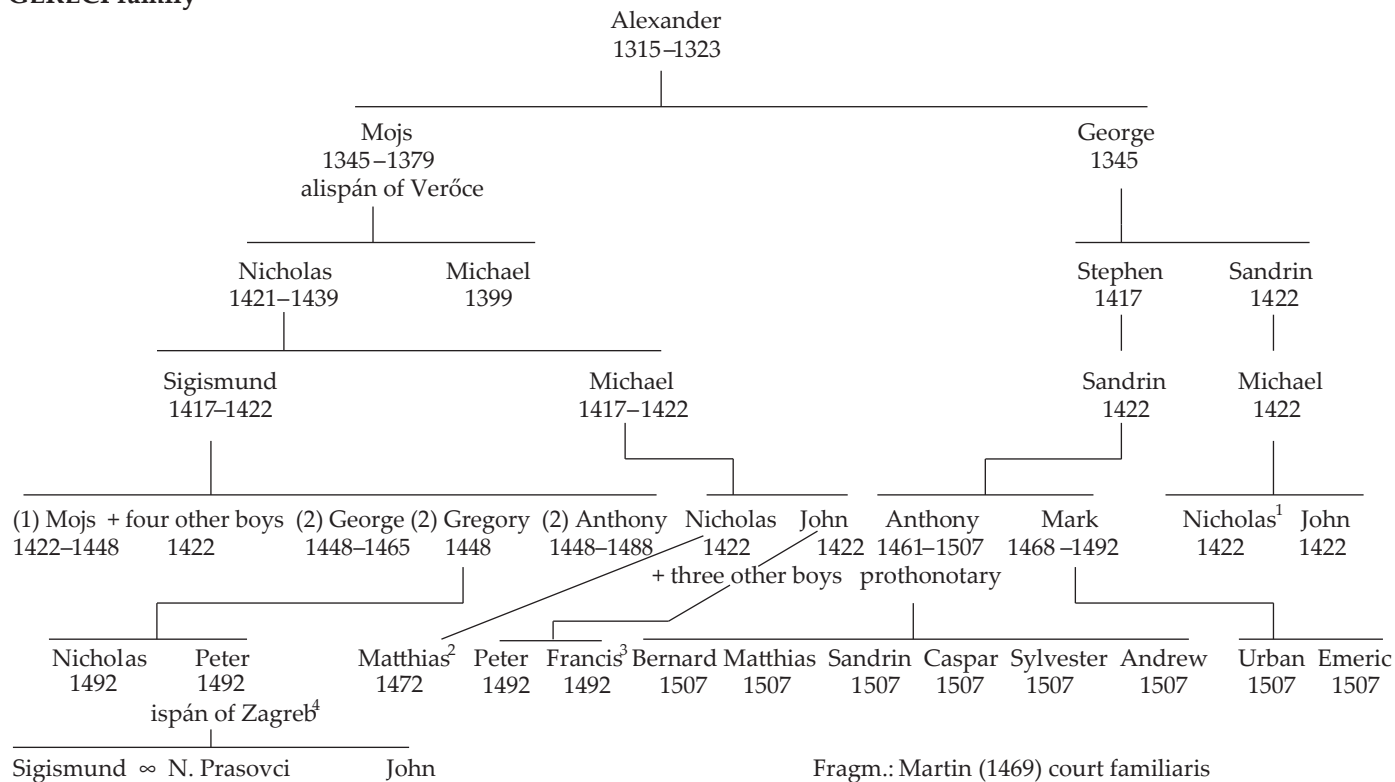 GERECI family
Alexander
1315–1323
Mojs George
1345–1379 1345
alispán of Verőce
Nicholas Michael Stephen Sandrin
1421–1439 1399 1417 1422
Sigismund Michael Sandrin Michael
1417–1422 1417–1422 1422 1422
(1) Mojs + four other boys (2) George (2) Gregory (2) Anthony Nicholas John Anthony Mark Nicholas¹ John
1422–1448 1422 1448–1465 1448 1448–1488 1422 1422 1461–1507 1468–1492 1422 1422
+ three other boys prothonotary
Nicholas Peter Matthias² Peter Francis³ Bernard Matthias Sandrin Caspar Sylvester Andrew Urban Emeric
1492 1492 1472 1492 1492 1507 1507 1507 1507 1507 1507 1507 1507
ispán of Zagreb⁴
Sigismund ∞ N. Prasovci John Fragm.: Martin (1469) court familiaris